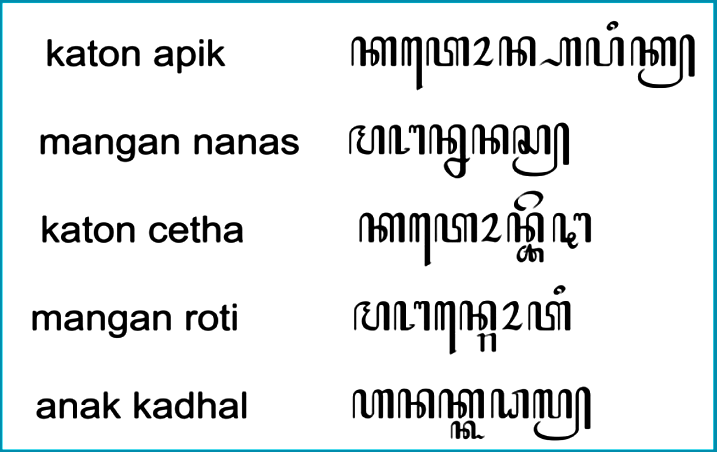 katon apik ꦏꦠꦺꦴꦤ꧀ꦲꦥꦶꦏ꧀
mangan nanas ꦩꦔꦤ꧀ꦤꦤꦱ꧀
katon cetha ꦏꦠꦺꦴꦤ꧀ꦕꦼꦛ
mangan roti ꦩꦔꦤ꧀ꦫꦺꦴꦠꦶ
anak kadhal ꦲꦤꦏ꧀ꦏꦝꦭ꧀